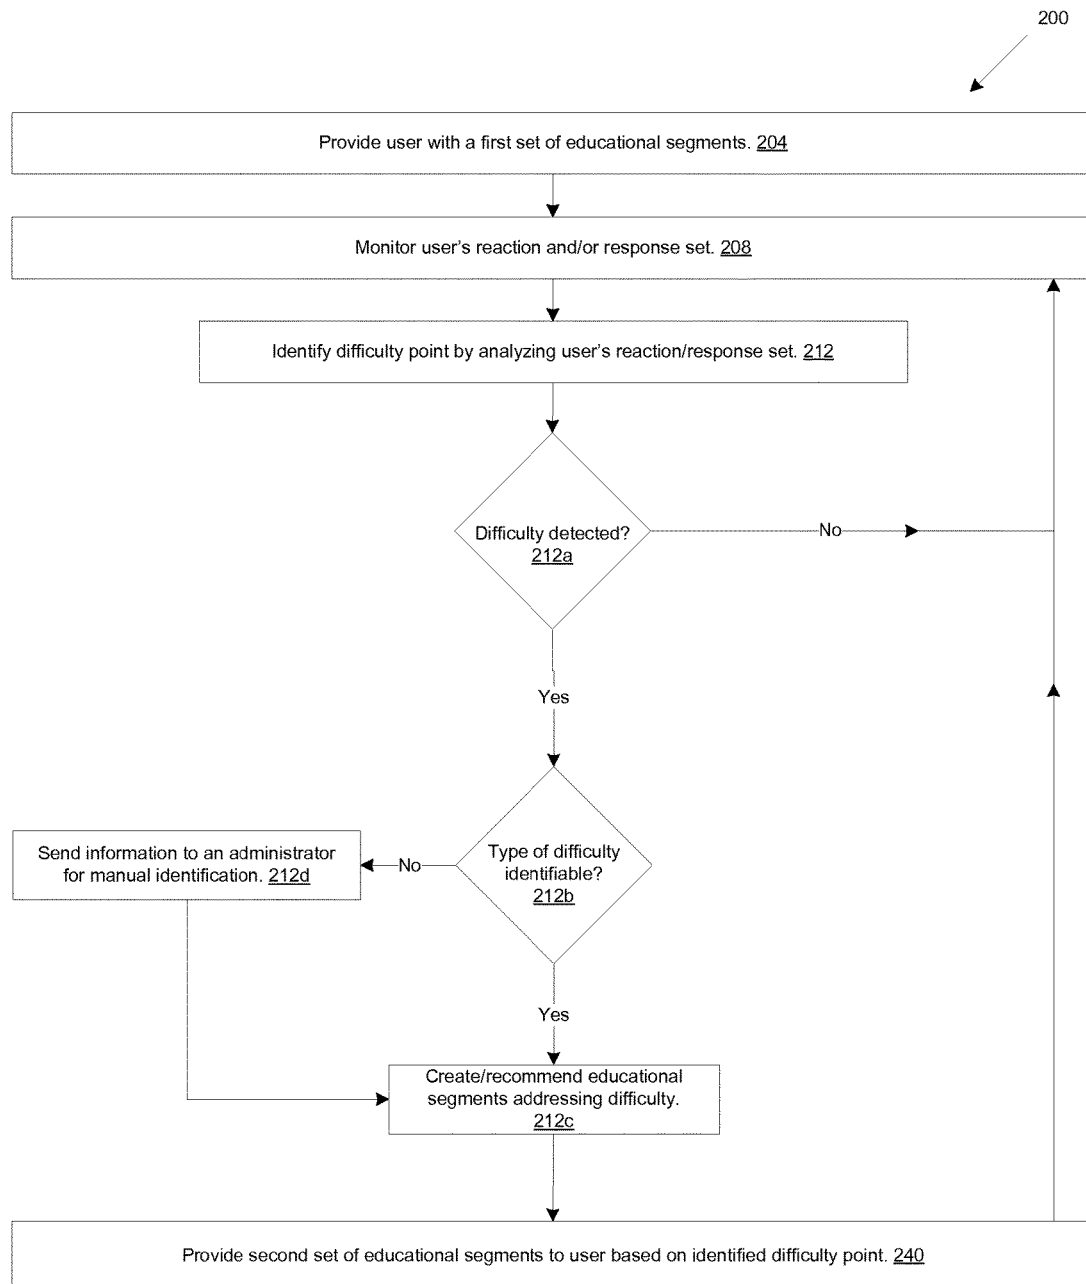 200
Provide user with a first set of educational segments. 204
Monitor user's reaction and/or response set. 208
Identify difficulty point by analyzing user's reaction/response set. 212
Difficulty detected?
212a
No
Yes
Type of difficulty
identifiable?
212b
No
Send information to an administrator
for manual identification. 212d
Yes
Create/recommend educational
segments addressing difficulty.
212c
Provide second set of educational segments to user based on identified difficulty point. 240